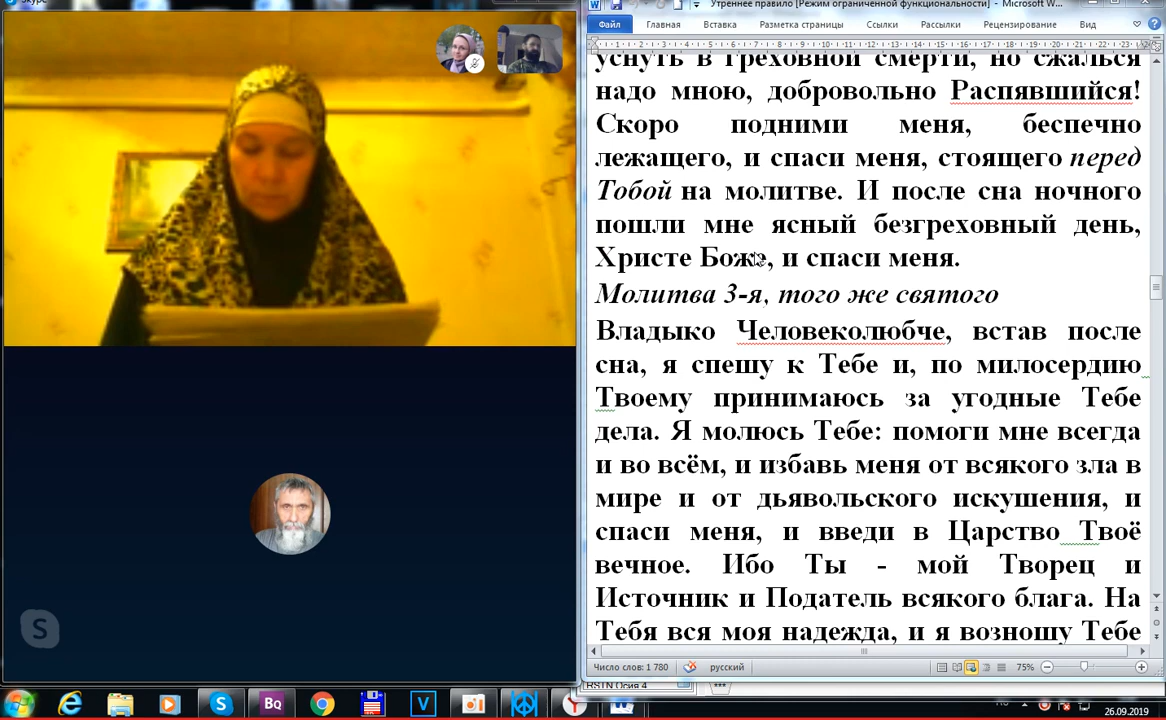 Skype
Утреннее правило [Режим ограниченной функциональности] - Microsoft W...
Файл Главная Вставка Разметка страницы Ссылки Рассылки Рецензирование Вид
уснуть в греховной смерти, но сжалься
надо мною, добровольно Распявшийся!
Скоро подними меня, беспечно
лежащего, и спаси меня, стоящего перед
Тобой на молитве. И после сна ночного
пошли мне ясный безгреховный день,
Христе Боже, и спаси меня.
Молитва 3-я, того же святого
Владыко Человеколюбче, встав после
сна, я спешу к Тебе и, по милосердию
Твоему принимаюсь за угодные Тебе
дела. Я молюсь Тебе: помоги мне всегда
и во всём, и избавь меня от всякого зла в
мире и от дьявольского искушения, и
спаси меня, и введи в Царство Твоё
вечное. Ибо Ты - мой Творец и
Источник и Податель всякого блага. На
Тебя вся моя надежда, и я возношу Тебе
Число слов: 1 780 русский 75%
RSTN Осия 4
S
Bq
26.09.2019